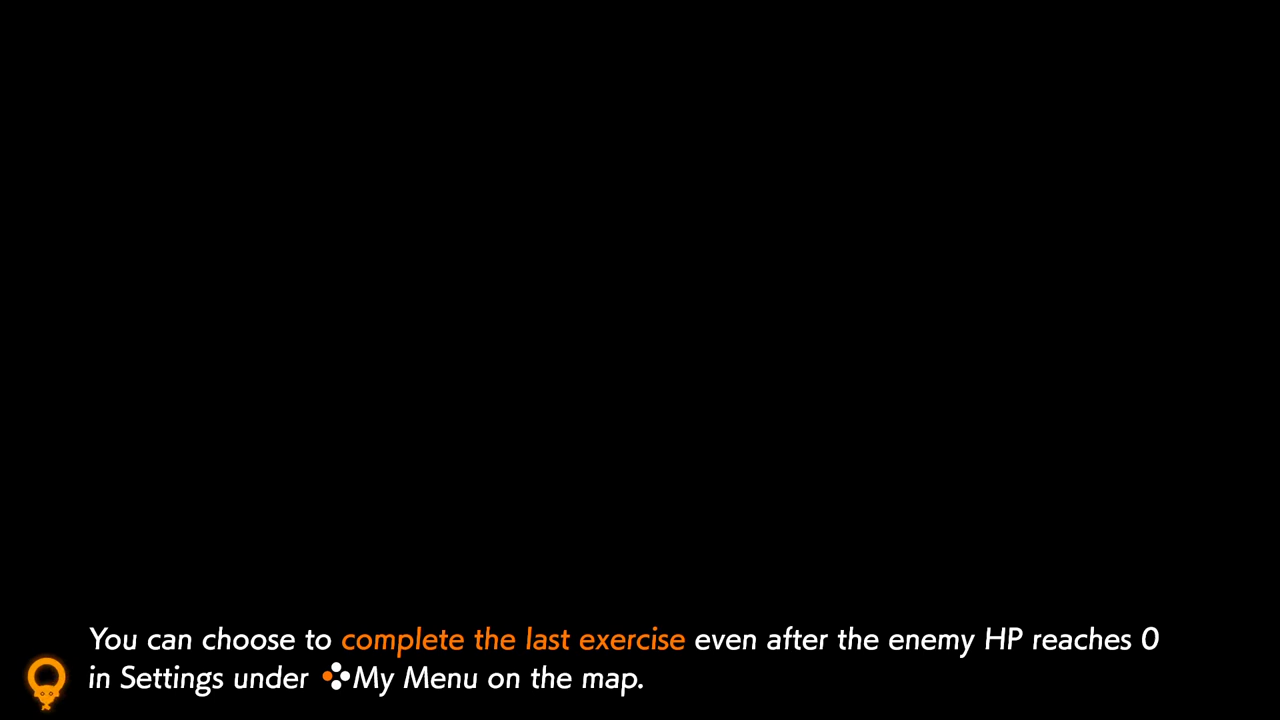 You can choose to complete the last exercise even after the enemy HP reaches 0
in Settings under My Menu on the map.